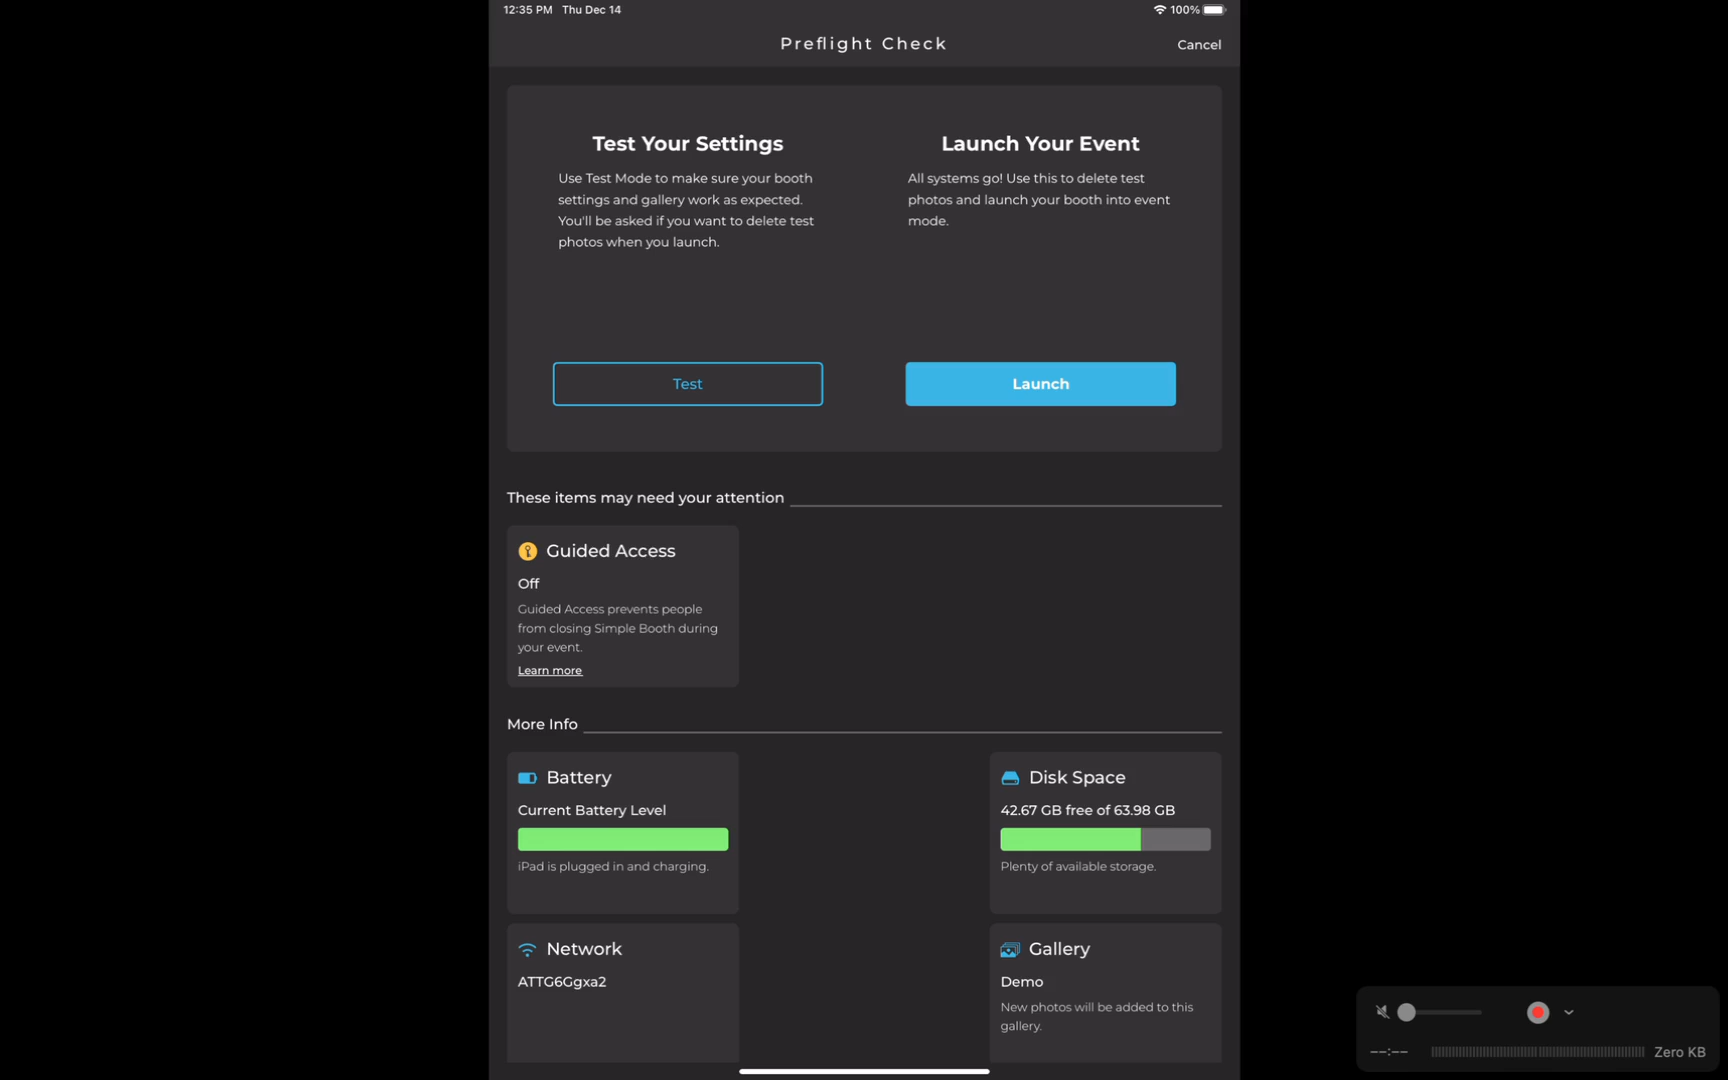 12:35 PM Thu Dec 14
100%
Preflight Check
Cancel
Test Your Settings
Use Test Mode to make sure your booth
settings and gallery work as expected.
You'll be asked if you want to delete test
photos when you launch.
Test
Launch Your Event
All systems go! Use this to delete test
photos and launch your booth into event
mode.
Launch
These items may need your attention
Guided Access
Off
Guided Access prevents people
from closing Simple Booth during
your event.
Learn more
More Info
Battery
Current Battery Level
iPad is plugged in and charging.
Disk Space
42.67 GB free of 63.98 GB
Plenty of available storage.
Network
ATTG6Ggxa2
Gallery
Demo
New photos will be added to this
gallery.
--:--
Zero KB